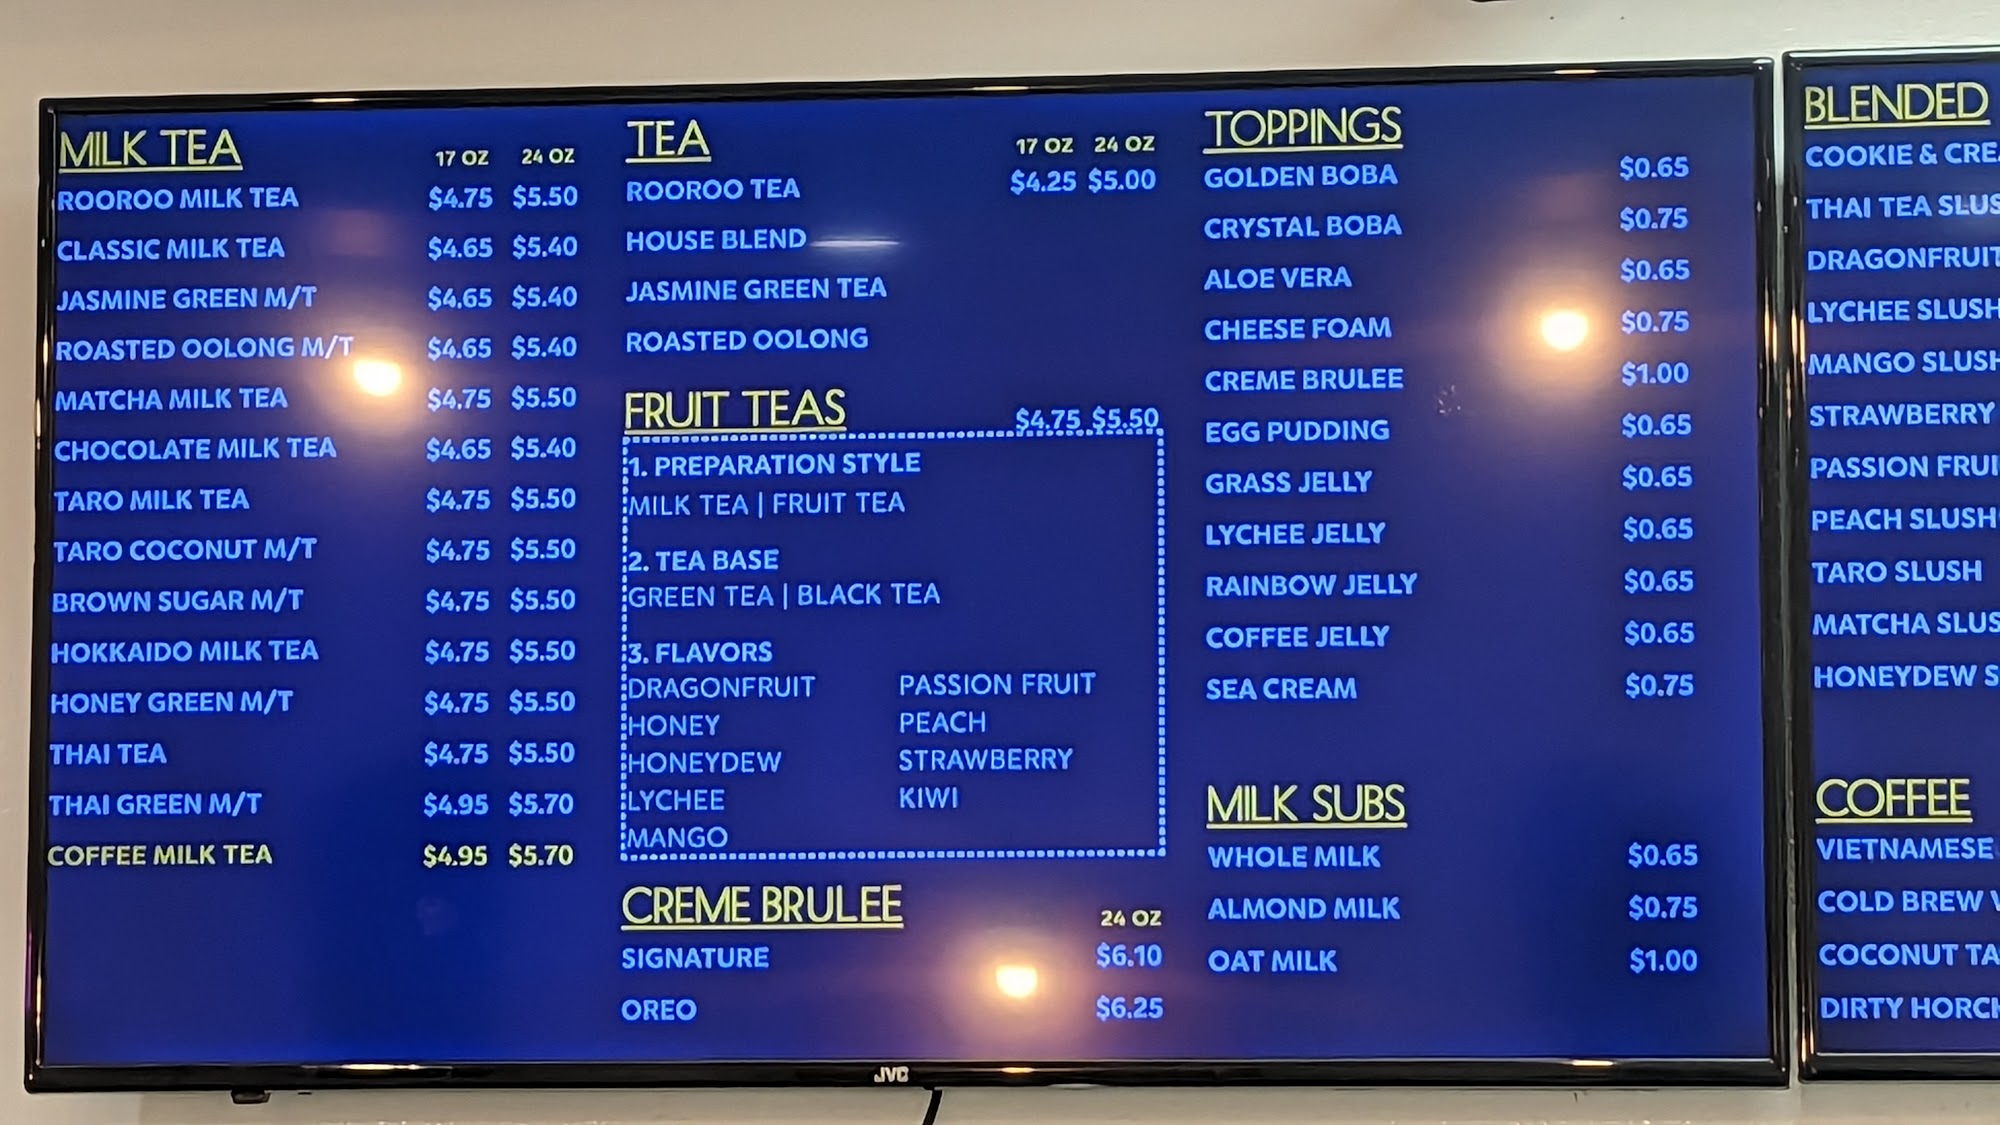 MILK TEA 17 OZ 24 OZ
ROOROO MILK TEA $4.75 $5.50
CLASSIC MILK TEA $4.65 $5.40
JASMINE GREEN M/T $4.65 $5.40
ROASTED OOLONG M/T $4.65 $5.40
MATCHA MILK TEA $4.75 $5.50
CHOCOLATE MILK TEA $4.65 $5.40
TARO MILK TEA $4.75 $5.50
TARO COCONUT M/T $4.75 $5.50
BROWN SUGAR M/T $4.75 $5.50
HOKKAIDO MILK TEA $4.75 $5.50
HONEY GREEN M/T $4.75 $5.50
THAI TEA $4.75 $5.50
THAI GREEN M/T $4.95 $5.70
COFFEE MILK TEA $4.95 $5.70
TEA 17 OZ 24 OZ
ROOROO TEA $4.25 $5.00
HOUSE BLEND
JASMINE GREEN TEA
ROASTED OOLONG
FRUIT TEAS $4.75 $5.50
1. PREPARATION STYLE
MILK TEA | FRUIT TEA
2. TEA BASE
GREEN TEA | BLACK TEA
3. FLAVORS
DRAGONFRUIT PASSION FRUIT
HONEY PEACH
HONEYDEW STRAWBERRY
LYCHEE KIWI
MANGO
CREME BRULEE 24 OZ
SIGNATURE $6.10
OREO $6.25
TOPPINGS
GOLDEN BOBA $0.65
CRYSTAL BOBA $0.75
ALOE VERA $0.65
CHEESE FOAM $0.75
CREME BRULEE $1.00
EGG PUDDING $0.65
GRASS JELLY $0.65
LYCHEE JELLY $0.65
RAINBOW JELLY $0.65
COFFEE JELLY $0.65
SEA CREAM $0.75
MILK SUBS
WHOLE MILK $0.65
ALMOND MILK $0.75
OAT MILK $1.00
JVC
BLENDED
COOKIE & CREA
THAI TEA SLUS
DRAGONFRUIT
LYCHEE SLUSH
MANGO SLUSH
STRAWBERRY
PASSION FRUI
PEACH SLUSH
TARO SLUSH
MATCHA SLUS
HONEYDEW S
COFFEE
VIETNAMESE
COLD BREW
COCONUT TA
DIRTY HORCH